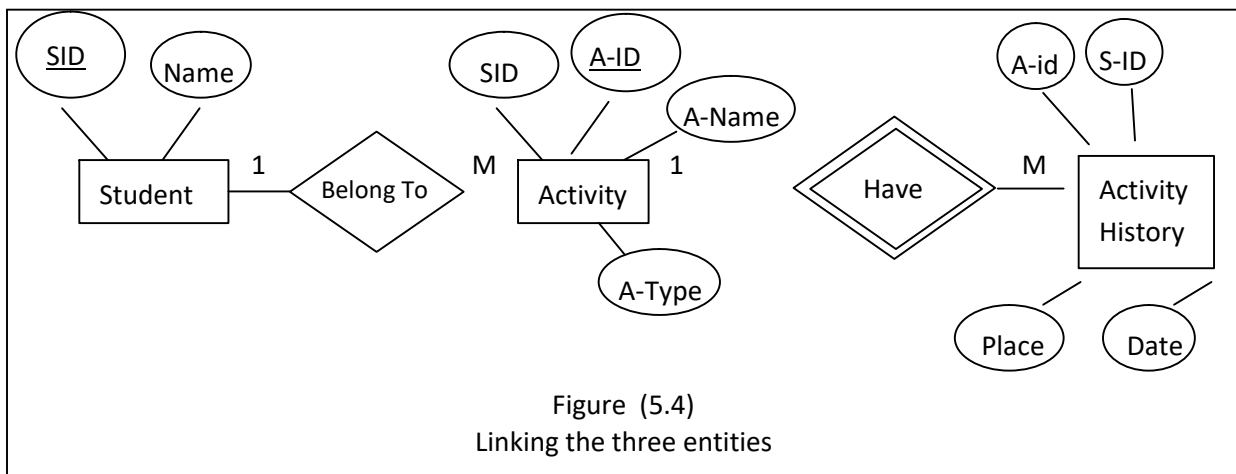 SID
Name
SID
A-ID
A-Name
A-id
S-ID
Student
1
Belong To
M
Activity
1
Have
M
Activity
History
A-Type
Place
Date
Figure (5.4)
Linking the three entities